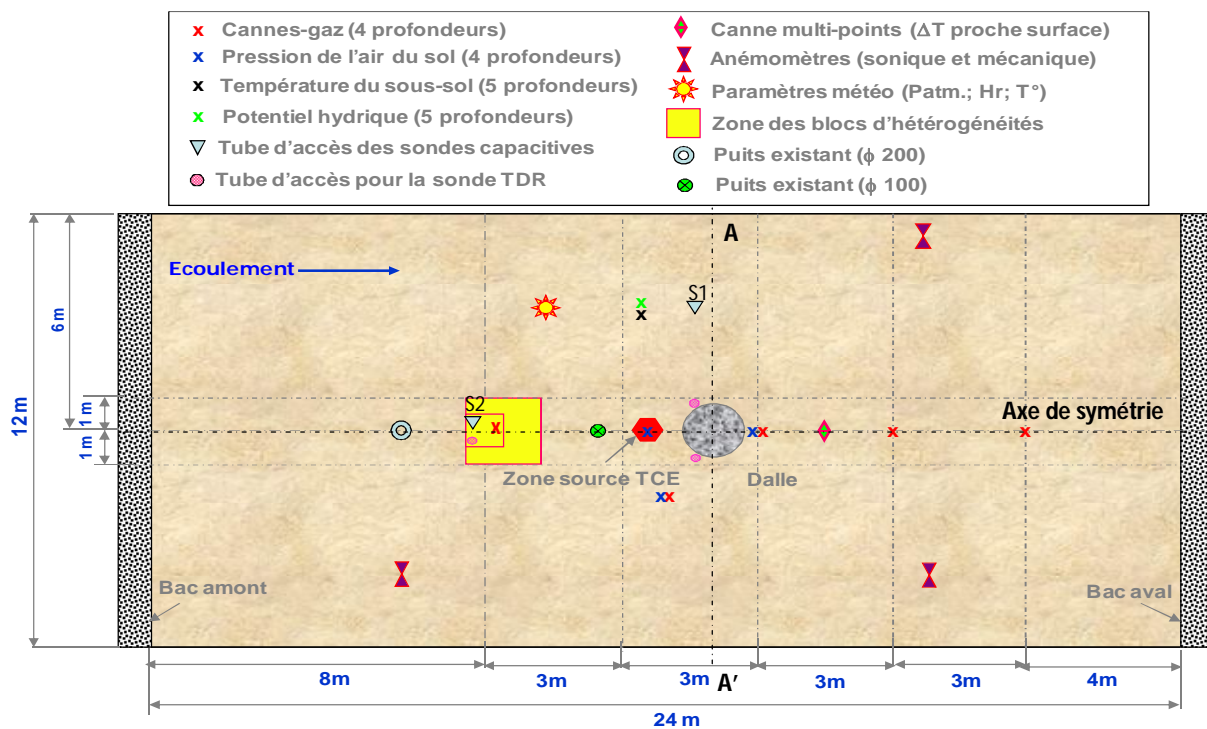 x Cannes-gaz (4 profondeurs)
x Pression de l'air du sol (4 profondeurs)
x Température du sous-sol (5 profondeurs)
x Potentiel hydrique (5 profondeurs)
Tube d'accès des sondes capacitives
Tube d'accès pour la sonde TDR
Canne multi-points (ΔT proche surface)
Anémomètres (sonique et mécanique)
Paramètres météo (Patm.; Hr; T°)
Zone des blocs d'hétérogénéités
Puits existant (ϕ 200)
Puits existant (ϕ 100)
A
Ecoulement
S1
6m
12m
1m
1m
S2
Axe de symétrie
Zone source TCE
Dalle
Bac amont
Bac aval
8m
3m
3m
A'
3m
3m
4m
24 m